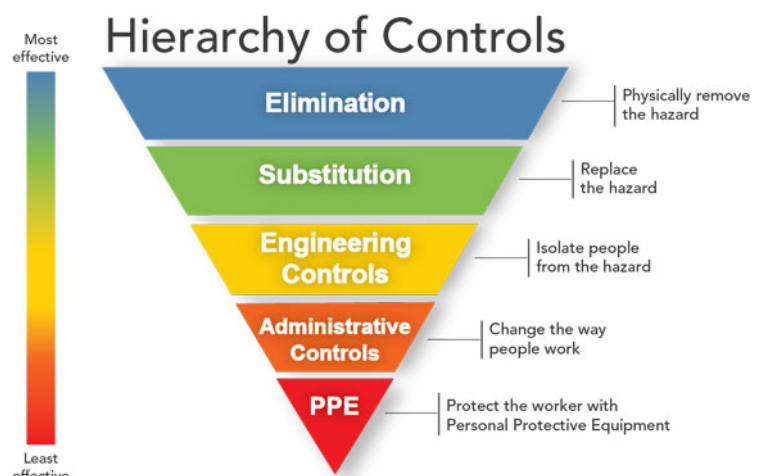 Hierarchy of Controls
Most
effective
Elimination
Physically remove
the hazard
Substitution
Replace
the hazard
Engineering
Controls
Isolate people
from the hazard
Administrative
Controls
Change the way
people work
PPE
Protect the worker with
Personal Protective Equipment
Least
effective